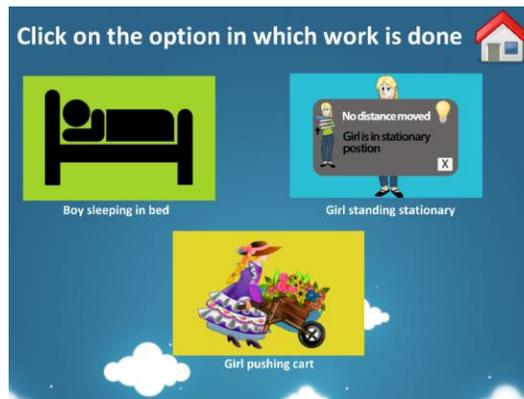 Click on the option in which work is done
No distance moved
Girl is in stationary
postion
X
Boy sleeping in bed
Girl standing stationary
Girl pushing cart